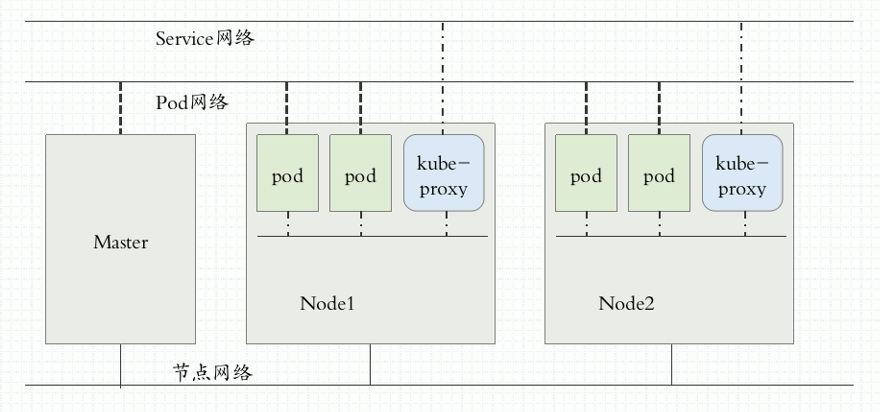 Service网络
Pod网络
pod
pod
kube-
proxy
pod
pod
kube-
proxy
Master
Node1
Node2
节点网络